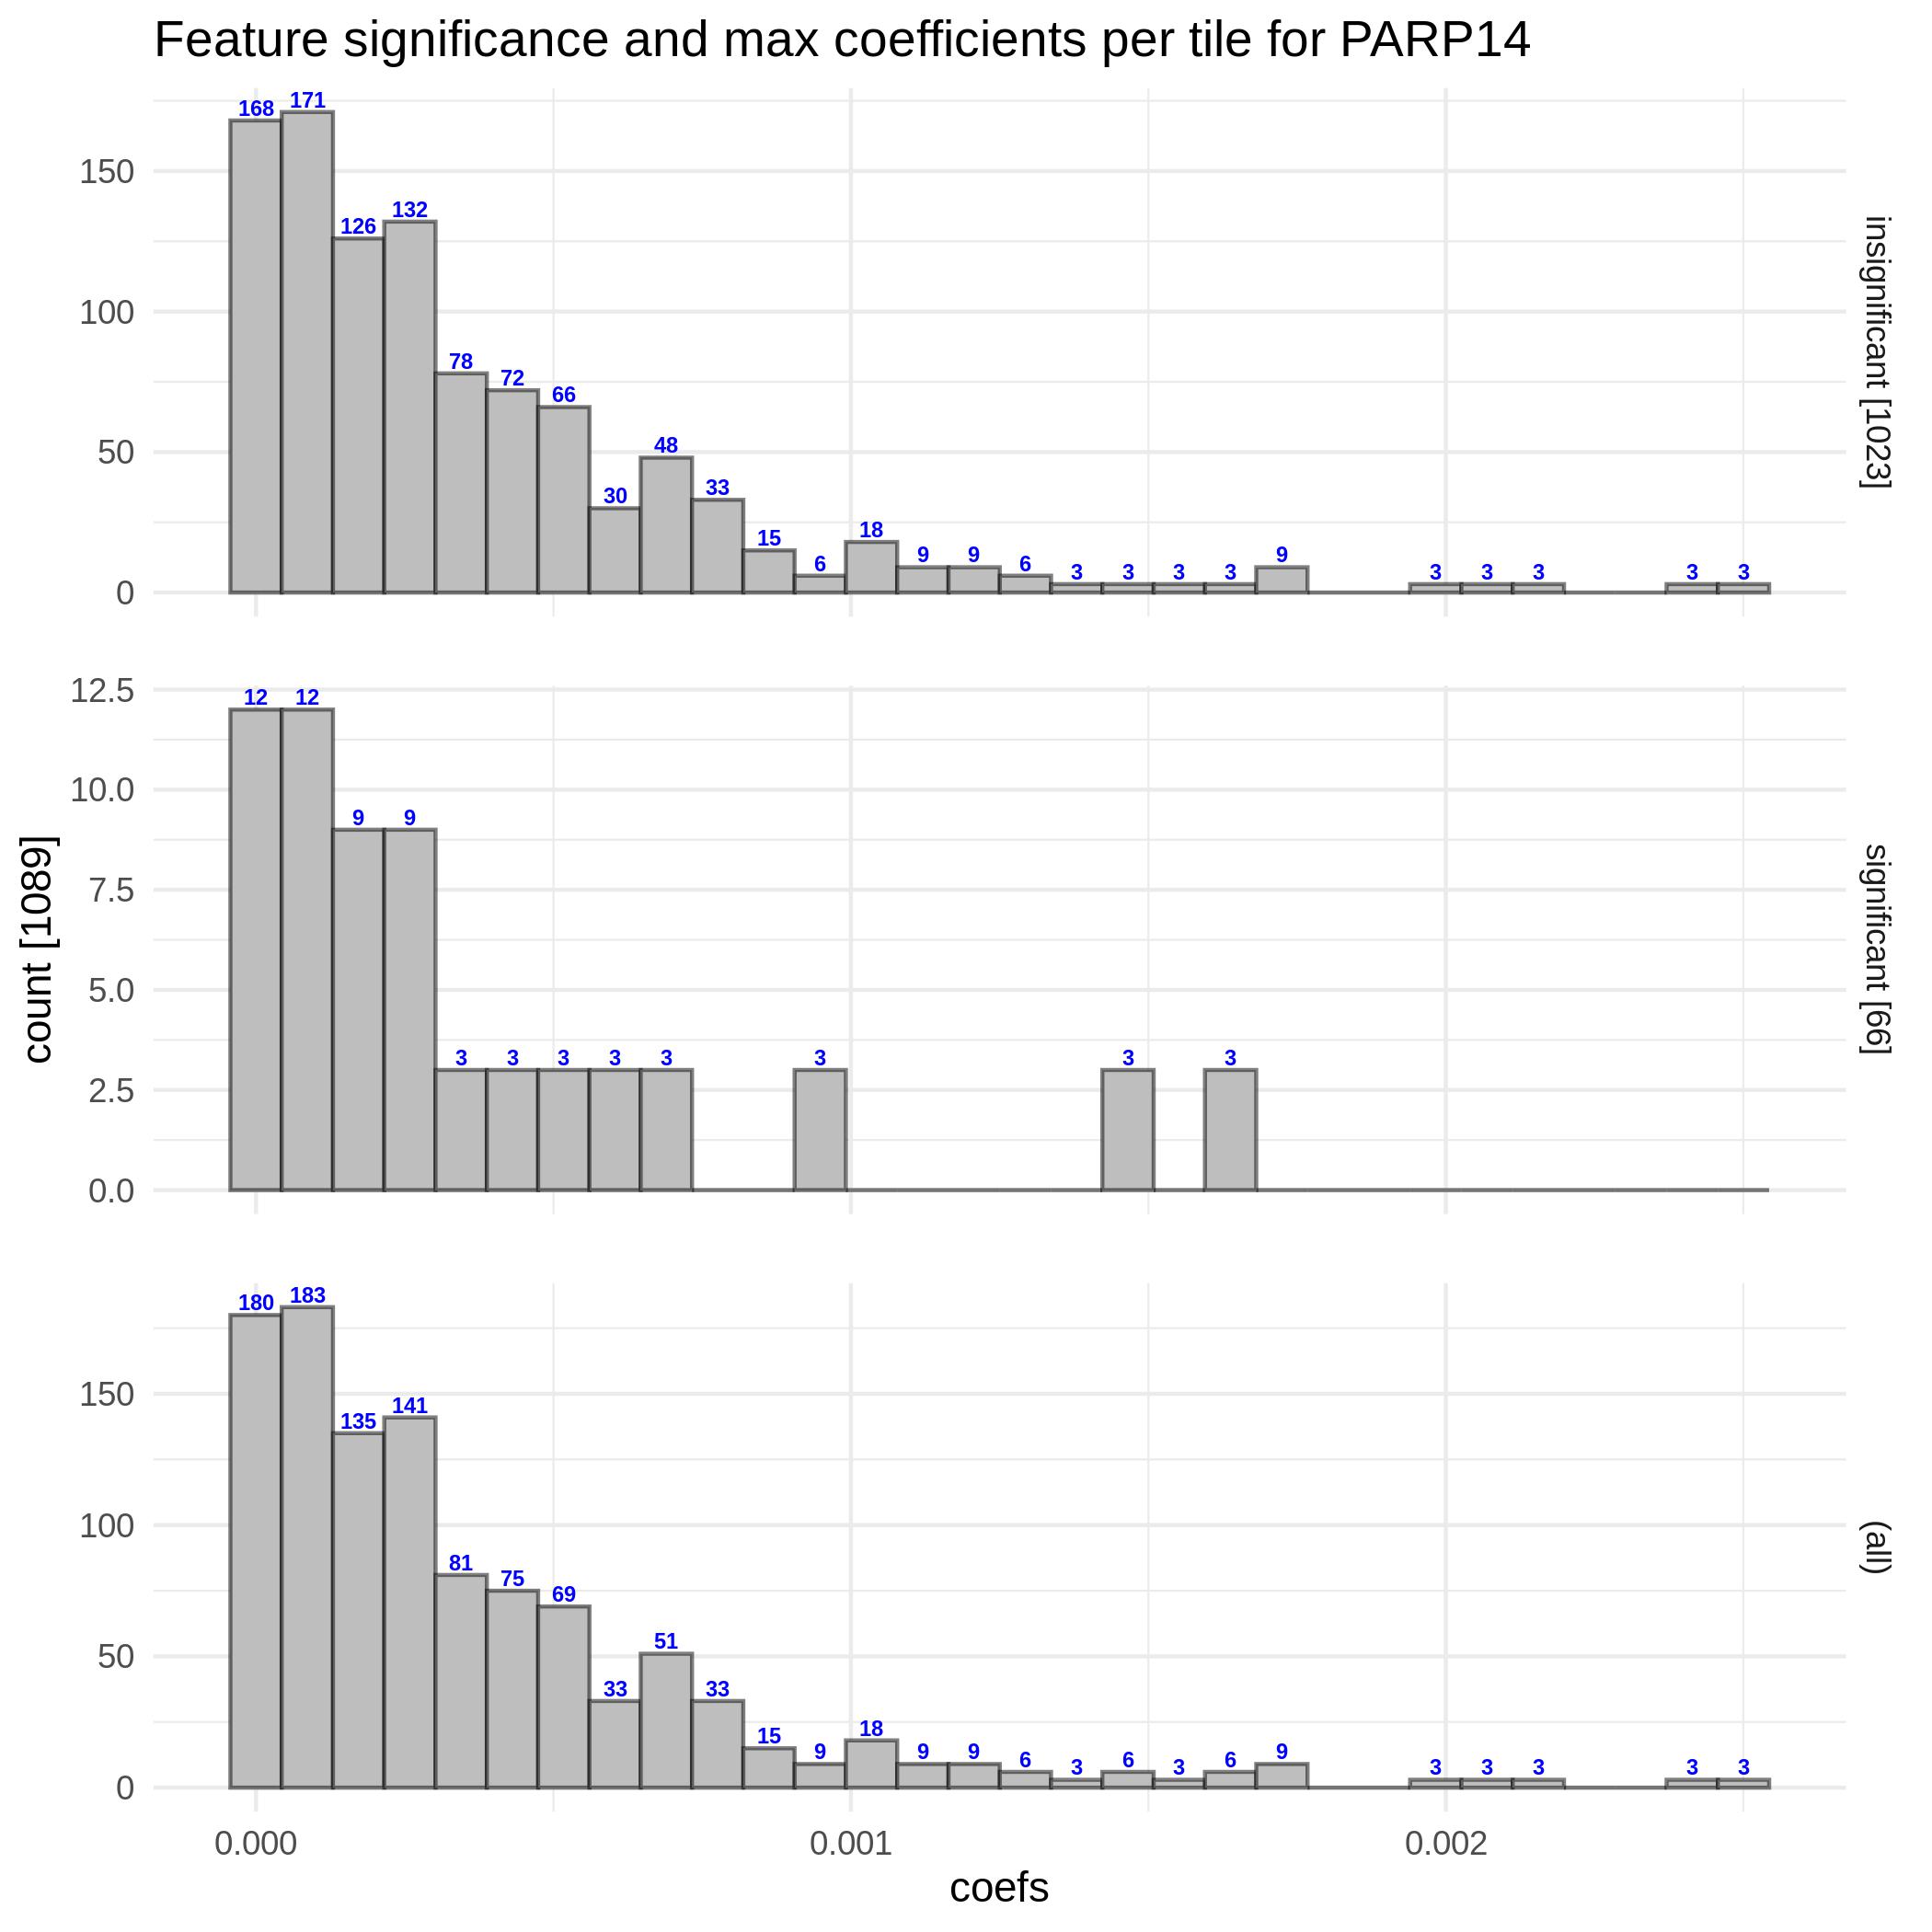 Feature significance and max coefficients per tile for PARP14
168 171 126 132 78 72 66 30 48 33 15 6 18 9 9 6 3 3 3 3 9 3 3 3 3 3
150
100
50
0
insignificant [1023]
12 12 9 9 3 3 3 3 3 3 3 3
12.5
10.0
7.5
5.0
2.5
0.0
significant [66]
count [1089]
180 183 135 141 81 75 69 33 51 33 15 9 18 9 9 6 3 6 3 6 9 3 3 3 3 3
150
100
50
0
(all)
0.000 0.001 0.002
coefs